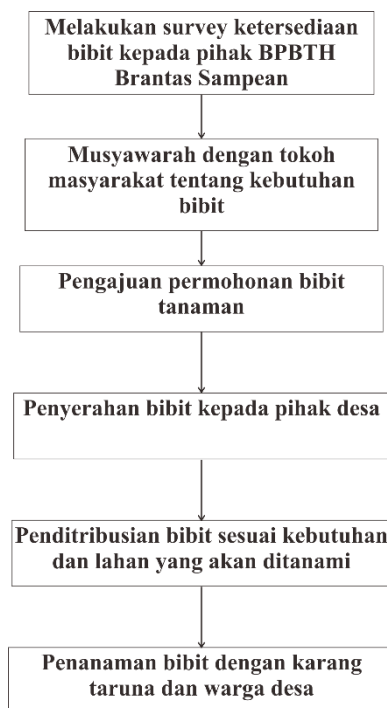 Melakukan survey ketersediaan
bibit kepada pihak BPBTH
Brantas Sampean
Musyawarah dengan tokoh
masyarakat tentang kebutuhan
bibit
Pengajuan permohonan bibit
tanaman
Penyerahan bibit kepada pihak desa
Penditribusian bibit sesuai kebutuhan
dan lahan yang akan ditanami
Penanaman bibit dengan karang
taruna dan warga desa